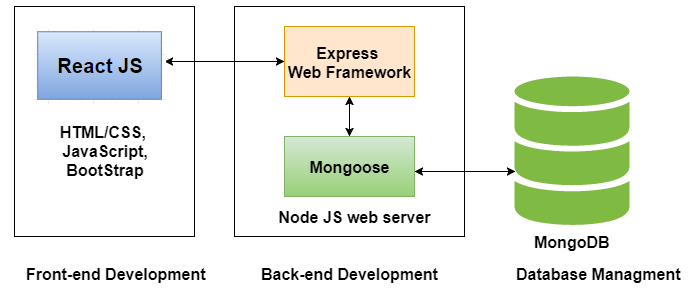 React JS
HTML/CSS,
JavaScript,
BootStrap
Front-end Development
Express
Web Framework
Mongoose
Node JS web server
Back-end Development
MongoDB
Database Managment